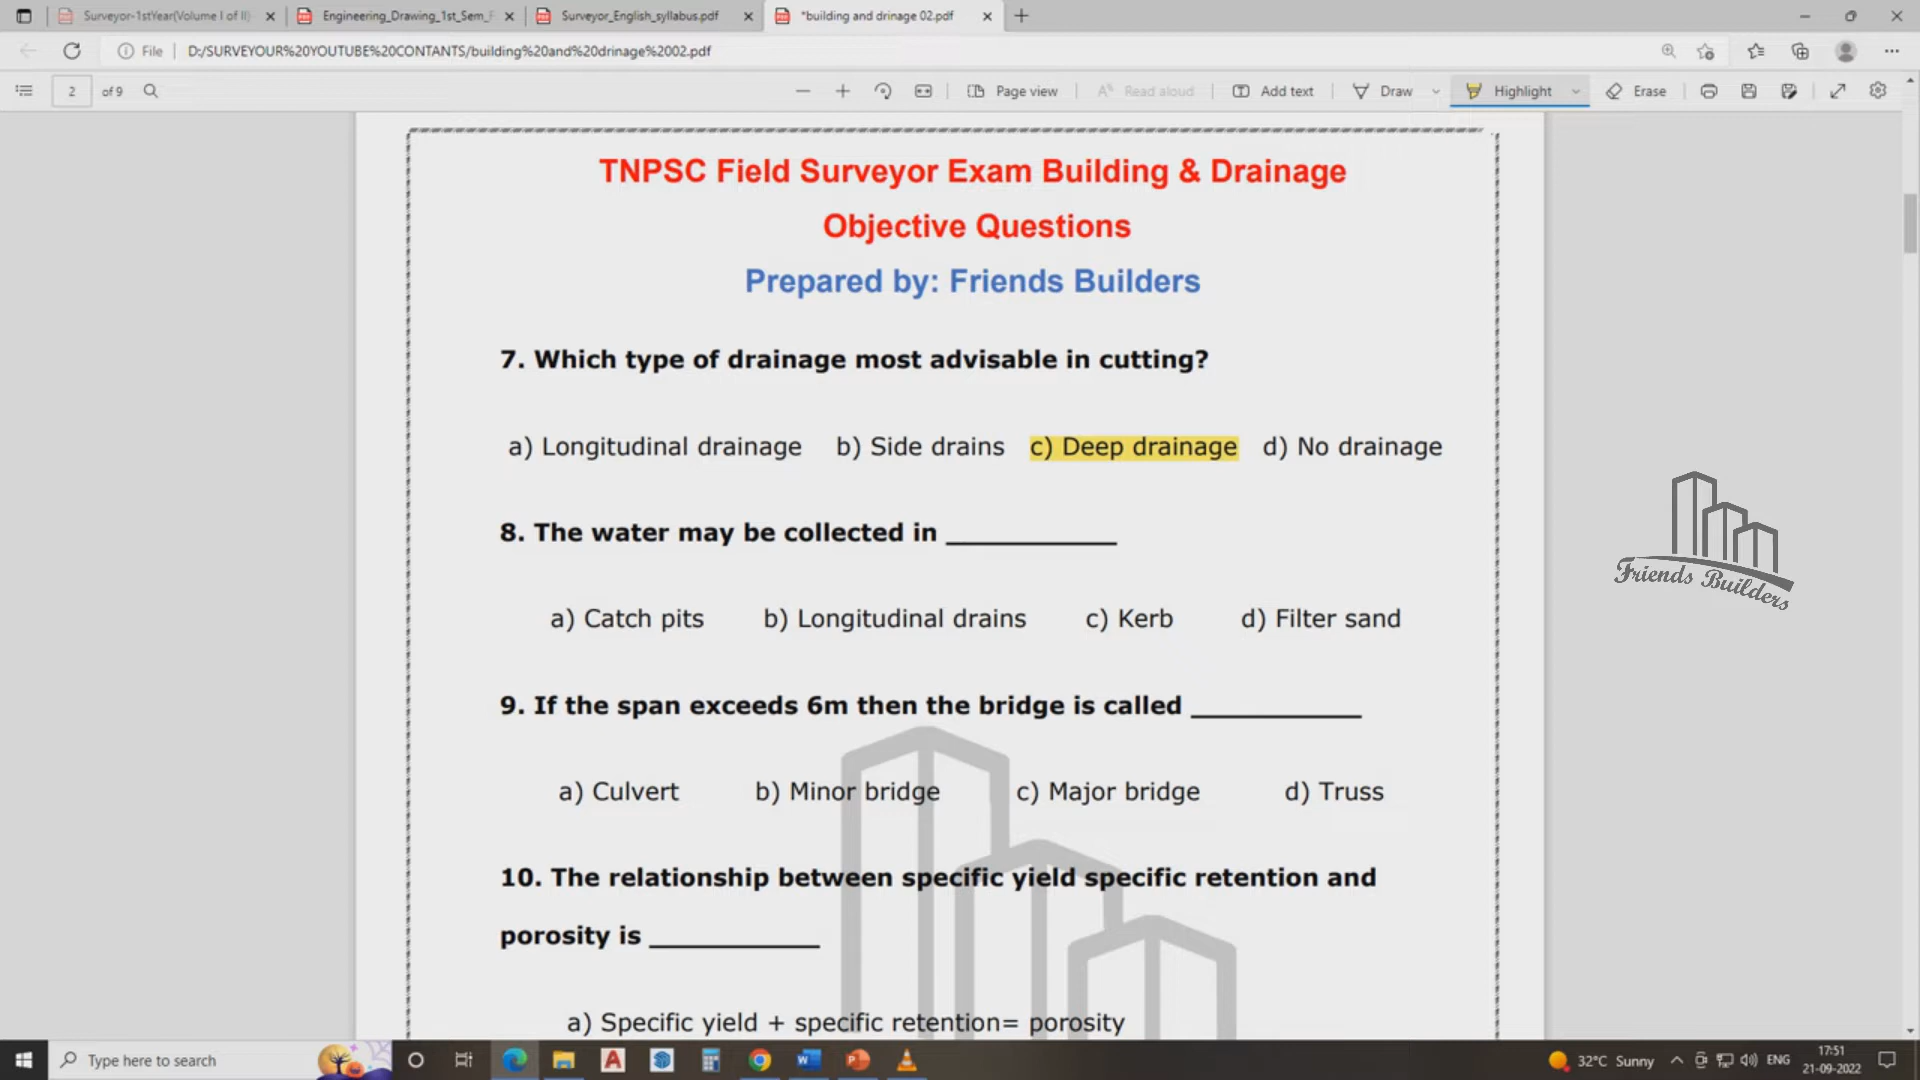 Surveyor-1stYear(Volume I of II)
Engineering_Drawing_1st_Sem_F
Surveyor_English_syllabus.pdf
*building and drinage 02.pdf
File
D:/SURVEYOUR%20YOUTUBE%20CONTANTS/building%20and%20drinage%2002.pdf
2 of 9
Page view
Read aloud
Add text
Draw
Highlight
Erase
TNPSC Field Surveyor Exam Building & Drainage
Objective Questions
Prepared by: Friends Builders
7. Which type of drainage most advisable in cutting?
a) Longitudinal drainage b) Side drains c) Deep drainage d) No drainage
8. The water may be collected in ____________
a) Catch pits b) Longitudinal drains c) Kerb d) Filter sand
9. If the span exceeds 6m then the bridge is called ____________
a) Culvert b) Minor bridge c) Major bridge d) Truss
10. The relationship between specific yield specific retention and
porosity is ____________
a) Specific yield + specific retention= porosity
Friends Builders
Type here to search
32°C Sunny
ENG
17:51
21-09-2022